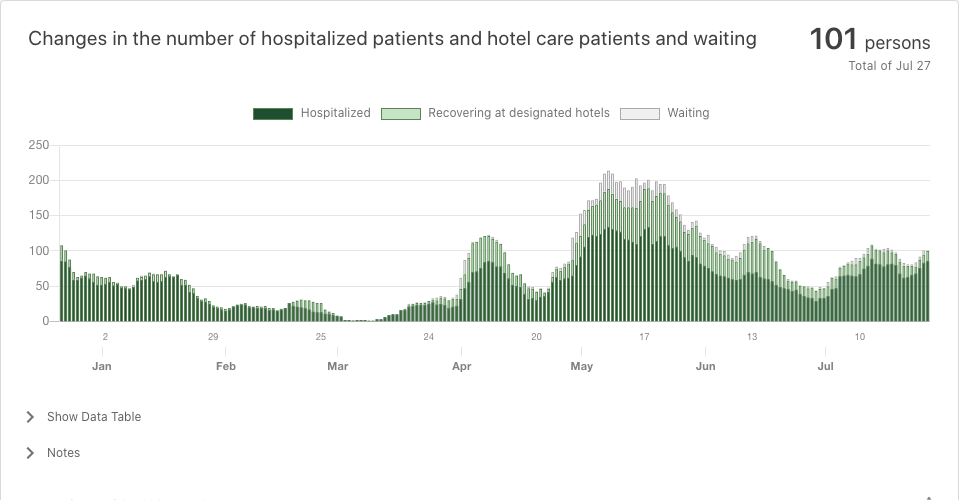 Changes in the number of hospitalized patients and hotel care patients and waiting
101 persons
Total of Jul 27
Hospitalized Recovering at designated hotels Waiting
250
200
150
100
50
0
2 29 25 24 20 17 13 10
Jan Feb Mar Apr May Jun Jul
Show Data Table
Notes